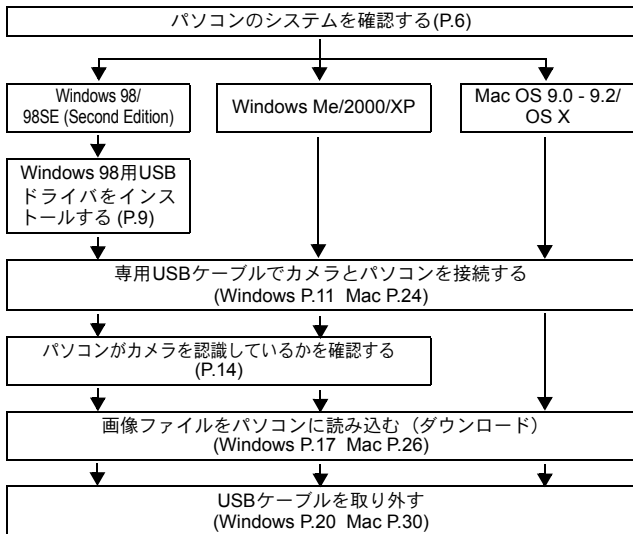 パソコンのシステムを確認する(P.6)
Windows 98/
98SE (Second Edition)
Windows Me/2000/XP
Mac OS 9.0 - 9.2/
OS X
Windows 98用USB
ドライバをインス
トールする (P.9)
専用USBケーブルでカメラとパソコンを接続する
(Windows P.11 Mac P.24)
パソコンがカメラを認識しているかを確認する
(P.14)
画像ファイルをパソコンに読み込む（ダウンロード）
(Windows P.17 Mac P.26)
USBケーブルを取り外す
(Windows P.20 Mac P.30)